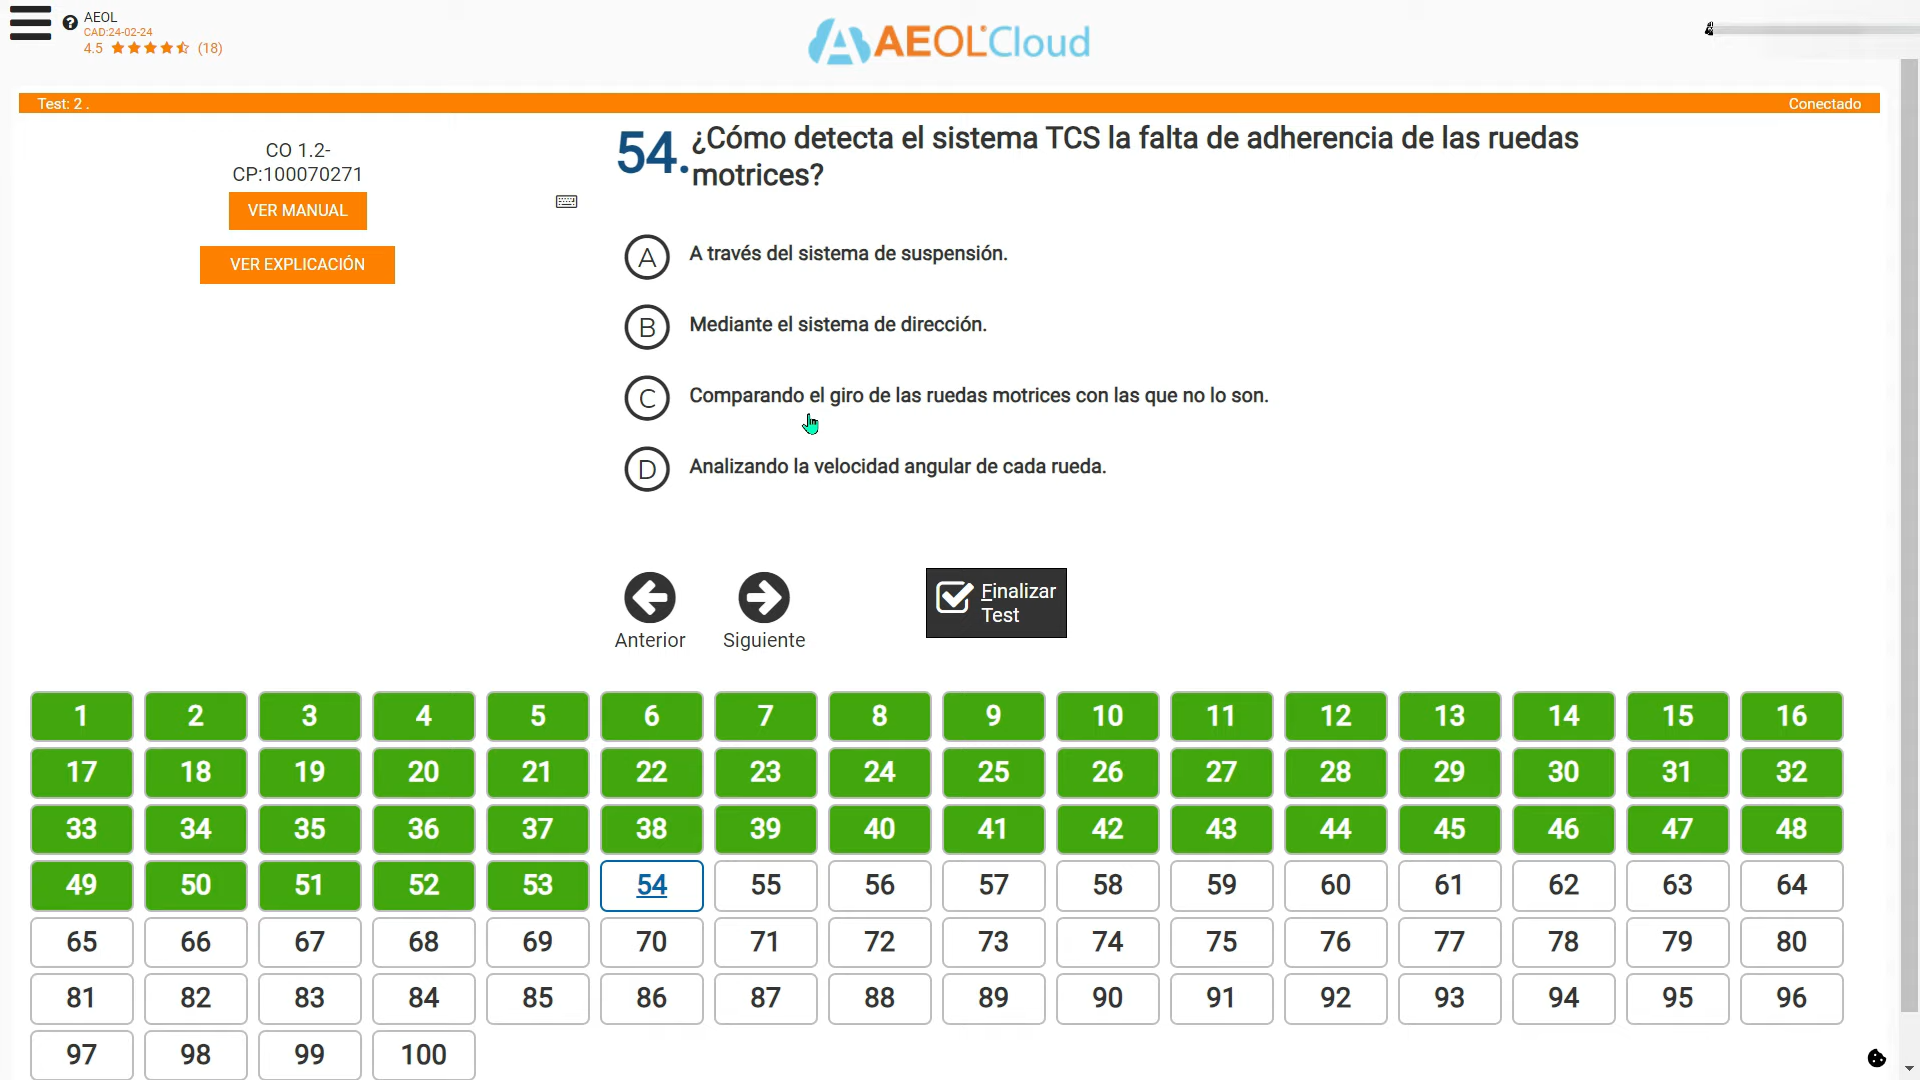 AEOL
CAD:24-02-24
4.5 (18)
AEOLCloud
Test: 2 .
Conectado
CO 1.2-
CP:100070271
VER MANUAL
VER EXPLICACIÓN
54. ¿Cómo detecta el sistema TCS la falta de adherencia de las ruedas
motrices?
A A través del sistema de suspensión.
B Mediante el sistema de dirección.
C Comparando el giro de las ruedas motrices con las que no lo son.
D Analizando la velocidad angular de cada rueda.
Anterior
Siguiente
Finalizar
Test
1 2 3 4 5 6 7 8 9 10 11 12 13 14 15 16
17 18 19 20 21 22 23 24 25 26 27 28 29 30 31 32
33 34 35 36 37 38 39 40 41 42 43 44 45 46 47 48
49 50 51 52 53 54 55 56 57 58 59 60 61 62 63 64
65 66 67 68 69 70 71 72 73 74 75 76 77 78 79 80
81 82 83 84 85 86 87 88 89 90 91 92 93 94 95 96
97 98 99 100